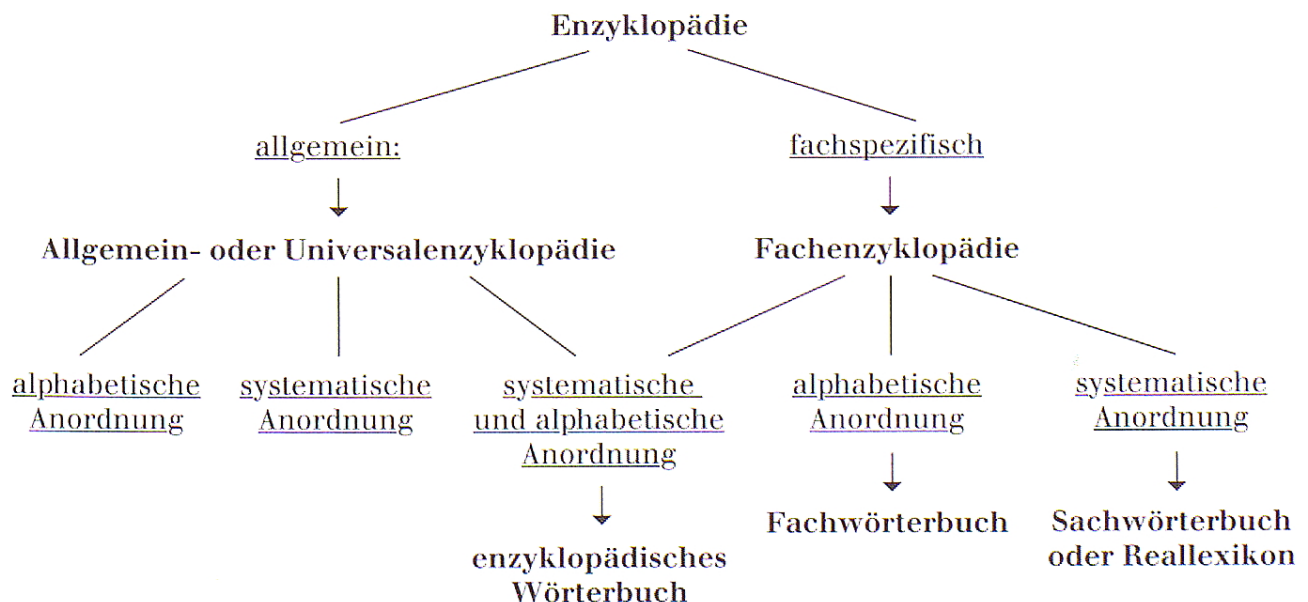 Enzyklopädie
allgemein:
fachspezifisch
Allgemein- oder Universalenzyklopädie
Fachenzyklopädie
alphabetische
Anordnung
systematische
Anordnung
systematische
und alphabetische
Anordnung
alphabetische
Anordnung
systematische
Anordnung
enzyklopädisches
Wörterbuch
Fachwörterbuch
Sachwörterbuch
oder Reallexikon